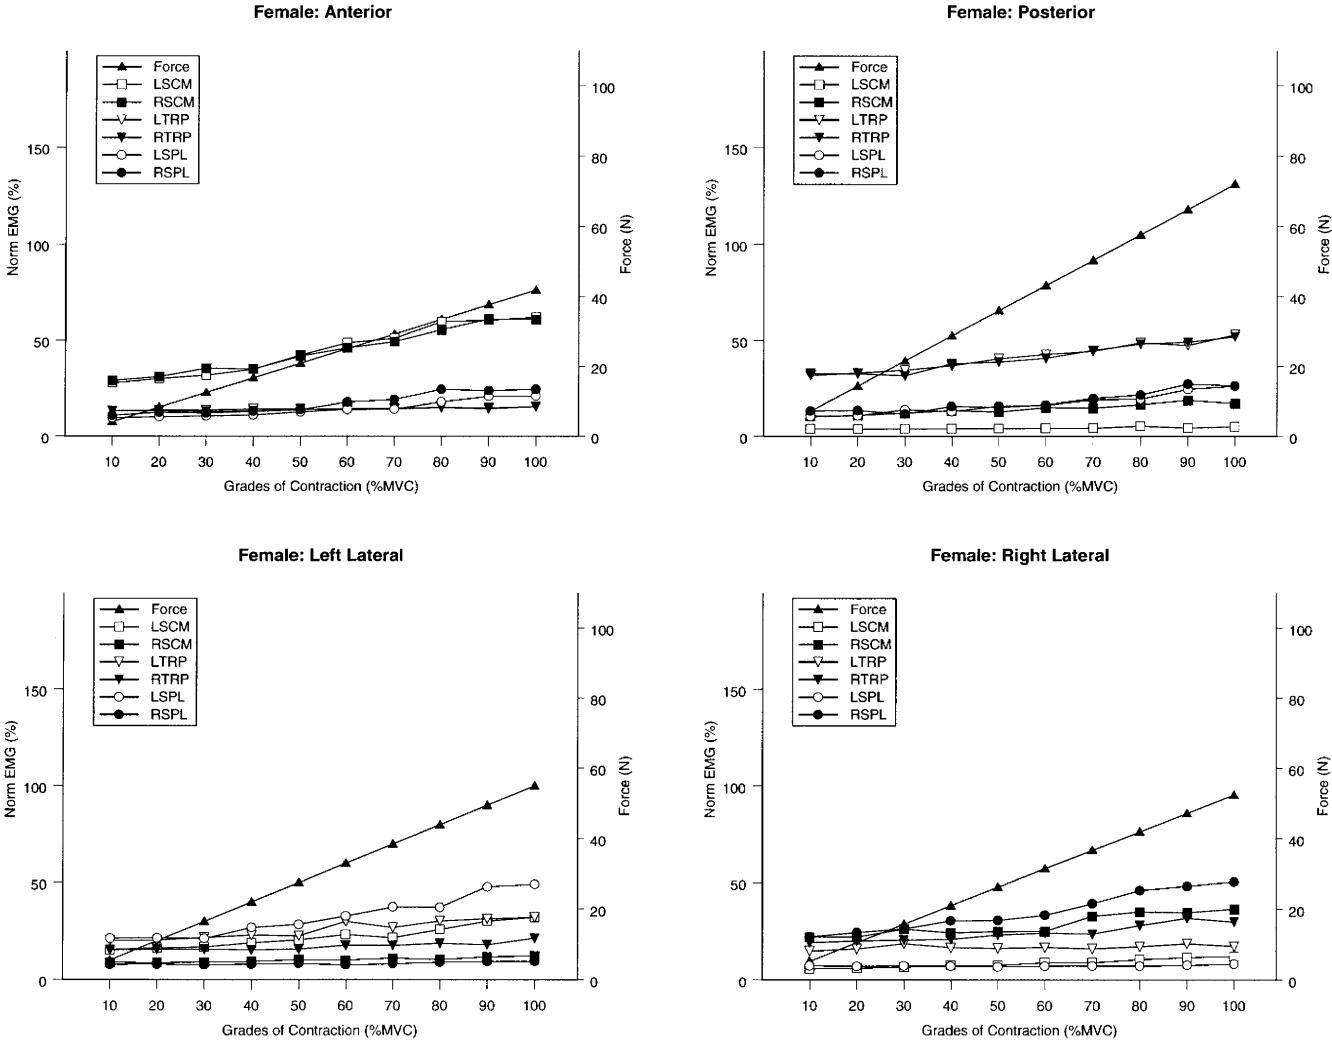 Female: Anterior
Force
LSCM
RSCM
LTRP
RTRP
LSPL
RSPL
Norm EMG (%)
150
100
50
0
100
80
60
40
20
0
Force (N)
10 20 30 40 50 60 70 80 90 100
Grades of Contraction (%MVC)
Female: Posterior
Force
LSCM
RSCM
LTRP
RTRP
LSPL
RSPL
Norm EMG (%)
150
100
50
0
100
80
60
40
20
0
Force (N)
10 20 30 40 50 60 70 80 90 100
Grades of Contraction (%MVC)
Female: Left Lateral
Force
LSCM
RSCM
LTRP
RTRP
LSPL
RSPL
Norm EMG (%)
150
100
50
0
100
80
60
40
20
0
Force (N)
10 20 30 40 50 60 70 80 90 100
Grades of Contraction (%MVC)
Female: Right Lateral
Force
LSCM
RSCM
LTRP
RTRP
LSPL
RSPL
Norm EMG (%)
150
100
50
0
100
80
60
40
20
0
Force (N)
10 20 30 40 50 60 70 80 90 100
Grades of Contraction (%MVC)